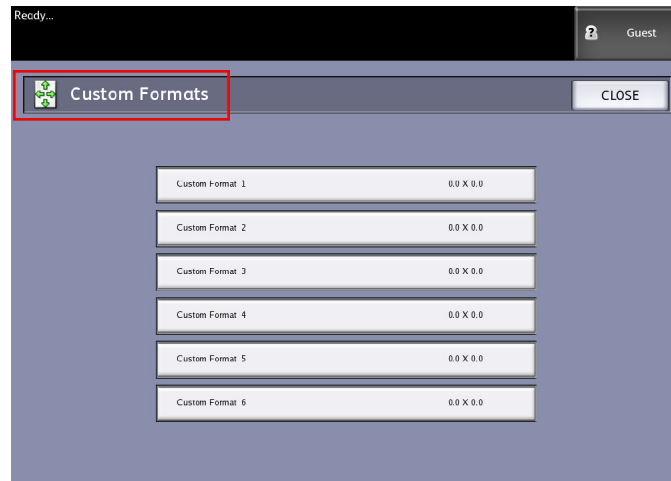 Ready...
Guest
Custom Formats
CLOSE
Custom Format 1 0.0 X 0.0
Custom Format 2 0.0 X 0.0
Custom Format 3 0.0 X 0.0
Custom Format 4 0.0 X 0.0
Custom Format 5 0.0 X 0.0
Custom Format 6 0.0 X 0.0